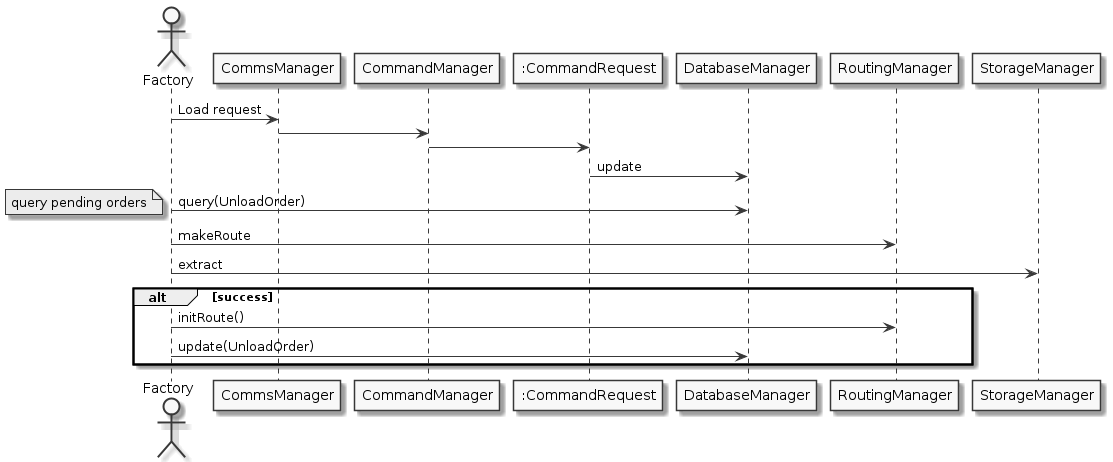 Factory
CommsManager
CommandManager
:CommandRequest
DatabaseManager
RoutingManager
StorageManager
Load request
update
query pending orders
query(UnloadOrder)
makeRoute
extract
alt [success]
initRoute()
update(UnloadOrder)
Factory
CommsManager
CommandManager
:CommandRequest
DatabaseManager
RoutingManager
StorageManager